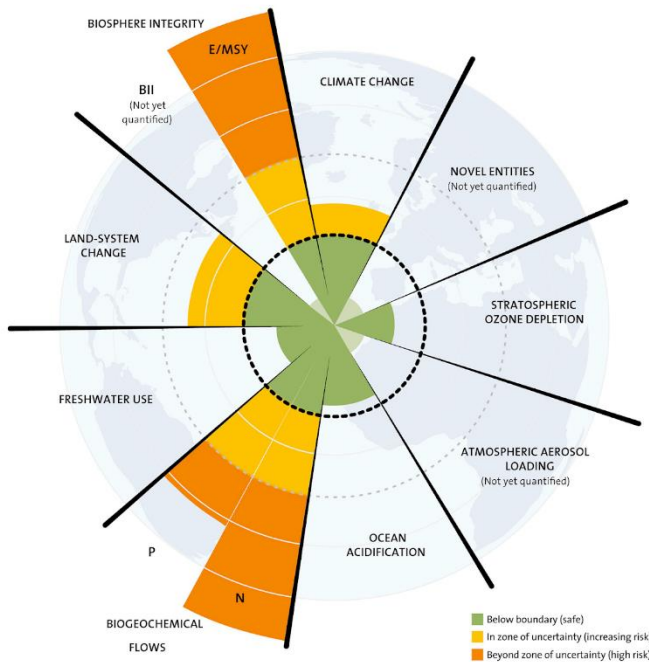 BIOSPHERE INTEGRITY
E/MSY
CLIMATE CHANGE
BII
(Not yet
quantified)
NOVEL ENTITIES
(Not yet quantified)
LAND-SYSTEM
CHANGE
STRATOSPHERIC
OZONE DEPLETION
FRESHWATER USE
ATMOSPHERIC AEROSOL
LOADING
(Not yet quantified)
OCEAN
ACIDIFICATION
P
N
BIOGEOCHEMICAL
FLOWS
Below boundary (safe)
In zone of uncertainty (increasing risk)
Beyond zone of uncertainty (high risk)